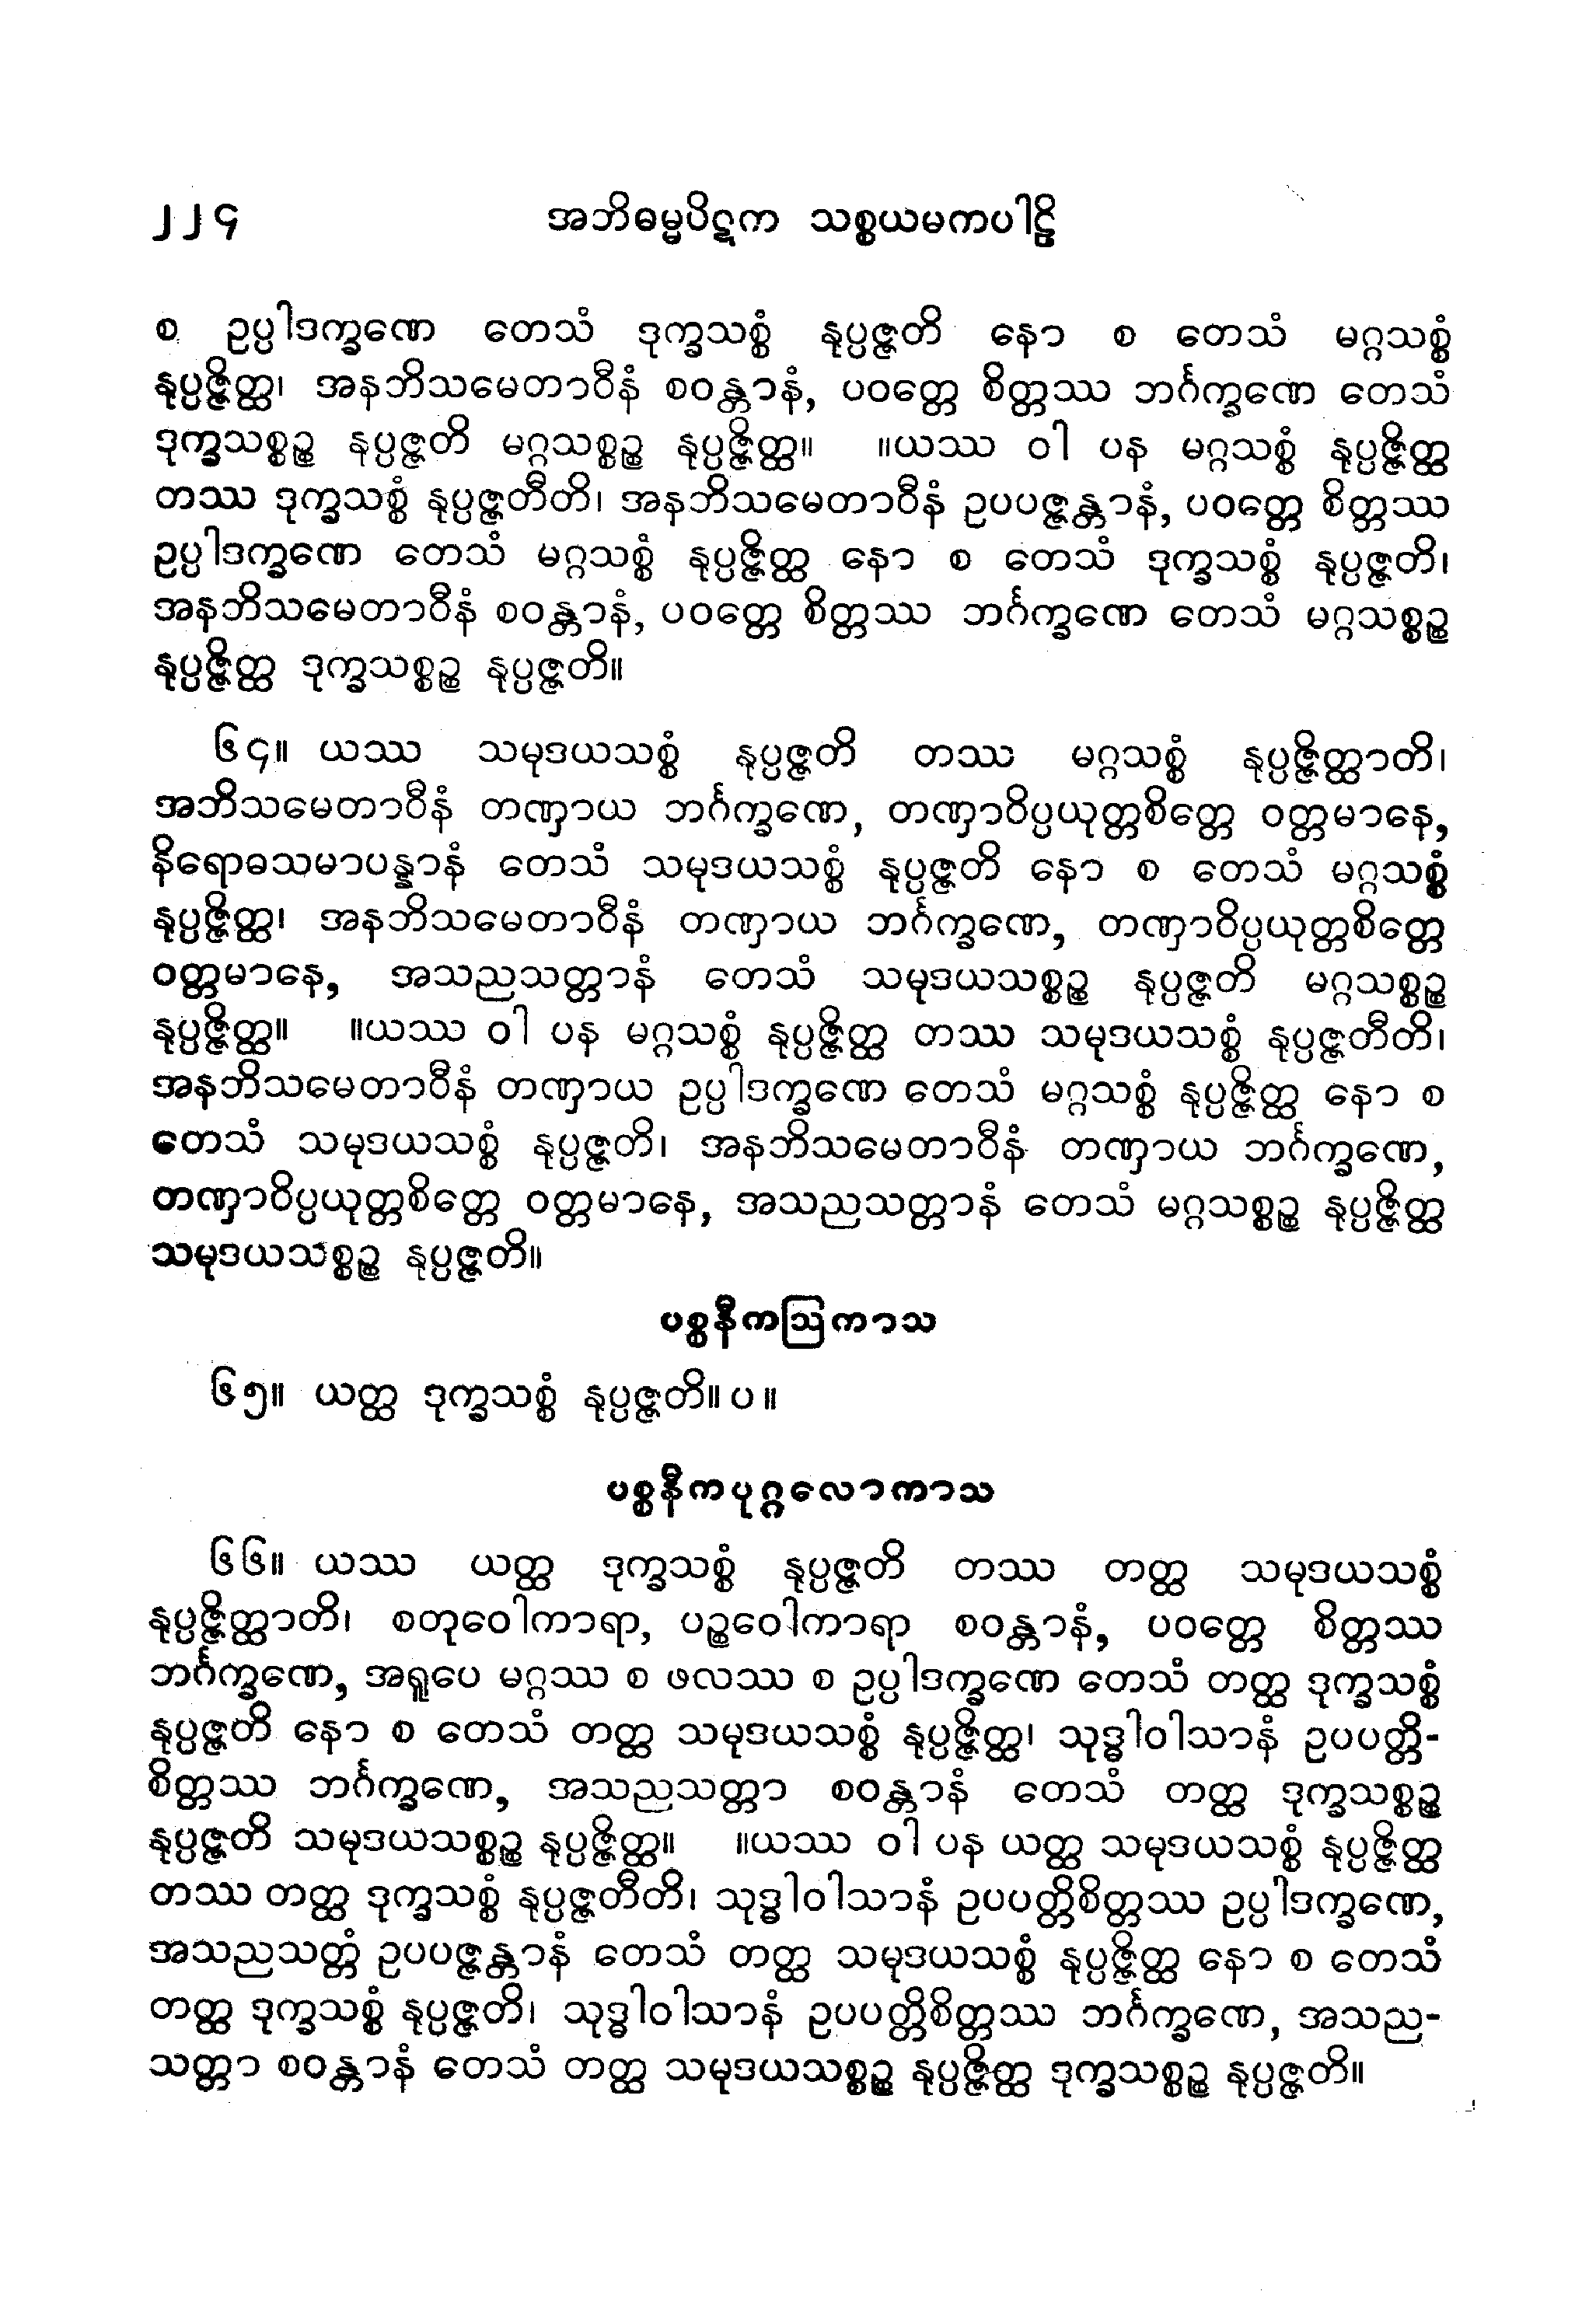 ၂၂၄ အဘိဓမ္မပိဋက သစ္စယမကပါဠိ
စ ဥပ္ပါဒက္ခဏေ တေသံ ဒုက္ခသစ္စံ နုပ္ပဇ္ဇတိ နော စ တေသံ မဂ္ဂသစ္စံ
နုပ္ပဇ္ဇိတ္ထ၊ အနဘိသမေတာဝီနံ စဝန္တာနံ, ပဝတ္တေ စိတ္တဿ ဘင်္ဂက္ခဏေ တေသံ
ဒုက္ခသစ္စဉ္စ နုပ္ပဇ္ဇတိ မဂ္ဂသစ္စဉ္စ နုပ္ပဇ္ဇိတ္ထ။ ။ယဿ ဝါ ပန မဂ္ဂသစ္စံ နုပ္ပဇ္ဇိတ္ထ
တဿ ဒုက္ခသစ္စံ နုပ္ပဇ္ဇတီတိ၊ အနဘိသမေတာဝီနံ ဥပပဇ္ဇန္တာနံ, ပဝတ္တေ စိတ္တဿ
ဥပ္ပါဒက္ခဏေ တေသံ မဂ္ဂသစ္စံ နုပ္ပဇ္ဇိတ္ထ နော စ တေသံ ဒုက္ခသစ္စံ နုပ္ပဇ္ဇတိ၊
အနဘိသမေတာဝီနံ စဝန္တာနံ, ပဝတ္တေ စိတ္တဿ ဘင်္ဂက္ခဏေ တေသံ မဂ္ဂသစ္စဉ္စ
နုပ္ပဇ္ဇိတ္ထ ဒုက္ခသစ္စဉ္စ နုပ္ပဇ္ဇတိ။
၆၄။ ယဿ သမုဒယသစ္စံ နုပ္ပဇ္ဇတိ တဿ မဂ္ဂသစ္စံ နုပ္ပဇ္ဇိတ္ထာတိ၊
အဘိသမေတာဝီနံ တဏှာယ ဘင်္ဂက္ခဏေ, တဏှာဝိပ္ပယုတ္တစိတ္တေ ဝတ္တမာနေ,
နိရောဓသမာပန္နာနံ တေသံ သမုဒယသစ္စံ နုပ္ပဇ္ဇတိ နော စ တေသံ မဂ္ဂသစ္စံ
နုပ္ပဇ္ဇိတ္ထ၊ အနဘိသမေတာဝီနံ တဏှာယ ဘင်္ဂက္ခဏေ, တဏှာဝိပ္ပယုတ္တစိတ္တေ
ဝတ္တမာနေ, အသညသတ္တာနံ တေသံ သမုဒယသစ္စဉ္စ နုပ္ပဇ္ဇတိ မဂ္ဂသစ္စဉ္စ
နုပ္ပဇ္ဇိတ္ထ။ ။ယဿ ဝါ ပန မဂ္ဂသစ္စံ နုပ္ပဇ္ဇိတ္ထ တဿ သမုဒယသစ္စံ နုပ္ပဇ္ဇတီတိ၊
အနဘိသမေတာဝီနံ တဏှာယ ဥပ္ပါဒက္ခဏေ တေသံ မဂ္ဂသစ္စံ နုပ္ပဇ္ဇိတ္ထ နော စ
တေသံ သမုဒယသစ္စံ နုပ္ပဇ္ဇတိ၊ အနဘိသမေတာဝီနံ တဏှာယ ဘင်္ဂက္ခဏေ,
တဏှာဝိပ္ပယုတ္တစိတ္တေ ဝတ္တမာနေ, အသညသတ္တာနံ တေသံ မဂ္ဂသစ္စဉ္စ နုပ္ပဇ္ဇိတ္ထ
သမုဒယသစ္စဉ္စ နုပ္ပဇ္ဇတိ။
ပစ္စနီကဩကာသ
၆၅။ ယတ္ထ ဒုက္ခသစ္စံ နုပ္ပဇ္ဇတိ။ပ။
ပစ္စနီကပုဂ္ဂလောကာသ
၆၆။ ယဿ ယတ္ထ ဒုက္ခသစ္စံ နုပ္ပဇ္ဇတိ တဿ တတ္ထ သမုဒယသစ္စံ
နုပ္ပဇ္ဇိတ္ထာတိ၊ စတုဝေါကာရာ, ပဉ္စဝေါကာရာ စဝန္တာနံ, ပဝတ္တေ စိတ္တဿ
ဘင်္ဂက္ခဏေ, အရူပေ မဂ္ဂဿ စ ဖလဿ စ ဥပ္ပါဒက္ခဏေ တေသံ တတ္ထ ဒုက္ခသစ္စံ
နုပ္ပဇ္ဇတိ နော စ တေသံ တတ္ထ သမုဒယသစ္စံ နုပ္ပဇ္ဇိတ္ထ၊ သုဒ္ဓါဝါသာနံ ဥပပတ္တိ-
စိတ္တဿ ဘင်္ဂက္ခဏေ, အသညသတ္တာ စဝန္တာနံ တေသံ တတ္ထ ဒုက္ခသစ္စဉ္စ
နုပ္ပဇ္ဇတိ သမုဒယသစ္စဉ္စ နုပ္ပဇ္ဇိတ္ထ။ ။ယဿ ဝါ ပန ယတ္ထ သမုဒယသစ္စံ နုပ္ပဇ္ဇိတ္ထ
တဿ တတ္ထ ဒုက္ခသစ္စံ နုပ္ပဇ္ဇတီတိ၊ သုဒ္ဓါဝါသာနံ ဥပပတ္တိစိတ္တဿ ဥပ္ပါဒက္ခဏေ,
အသညသတ္တံ ဥပပဇ္ဇန္တာနံ တေသံ တတ္ထ သမုဒယသစ္စံ နုပ္ပဇ္ဇိတ္ထ နော စ တေသံ
တတ္ထ ဒုက္ခသစ္စံ နုပ္ပဇ္ဇတိ၊ သုဒ္ဓါဝါသာနံ ဥပပတ္တိစိတ္တဿ ဘင်္ဂက္ခဏေ, အသည-
သတ္တာ စဝန္တာနံ တေသံ တတ္ထ သမုဒယသစ္စဉ္စ နုပ္ပဇ္ဇိတ္ထ ဒုက္ခသစ္စဉ္စ နုပ္ပဇ္ဇတိ။